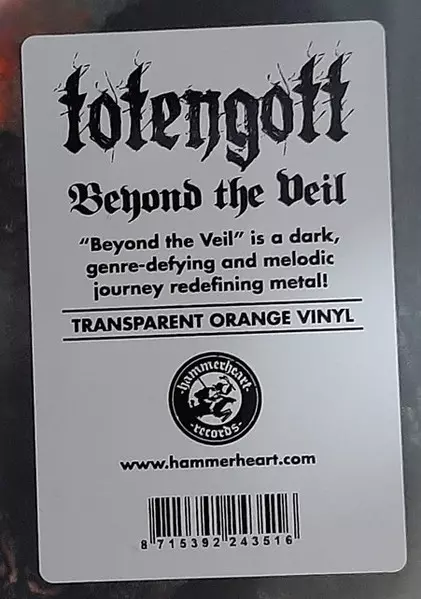 totengott
Beyond the Veil
"Beyond the Veil" is a dark,
genre-defying and melodic
journey redefining metal!
TRANSPARENT ORANGE VINYL
hammerheart
-records-
www.hammerheart.com
8 715392 243516